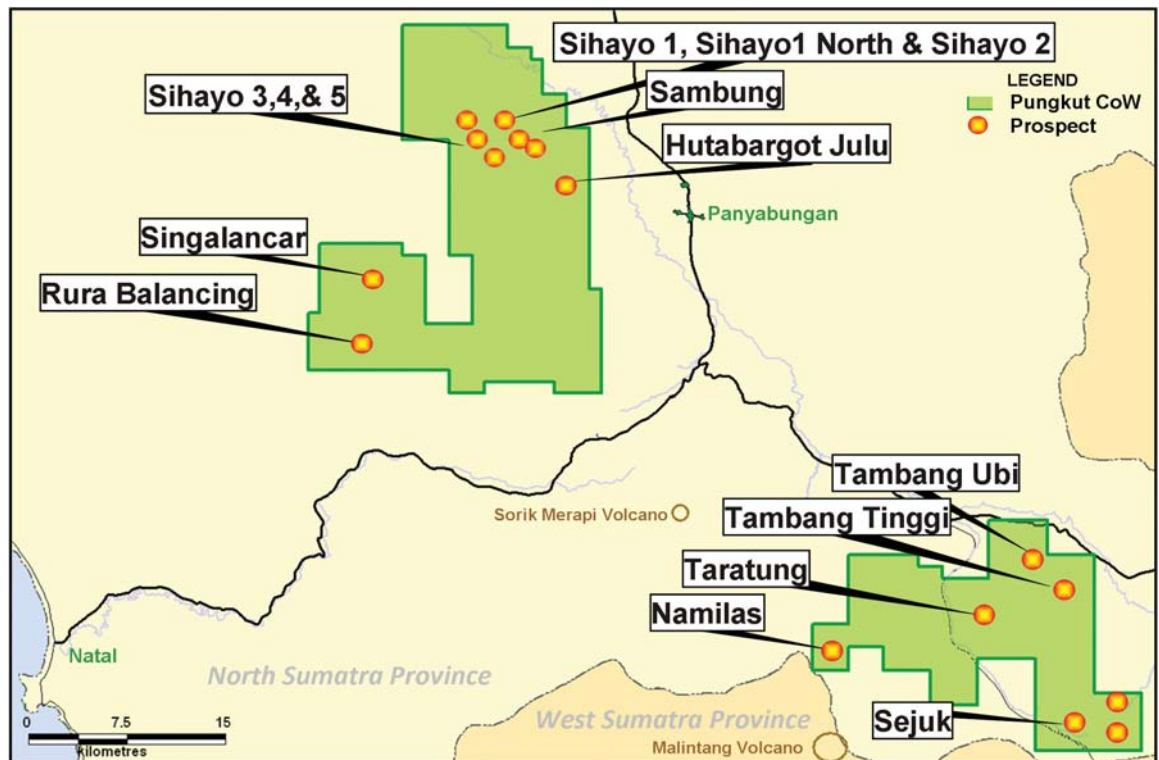 Sihayo 1, Sihayo1 North & Sihayo 2
LEGEND
Pungkut CoW
Prospect
Sihayo 3,4,& 5
Sambung
Hutabargot Julu
Panyabungan
Singalancar
Rura Balancing
Tambang Ubi
Sorik Merapi Volcano
Tambang Tinggi
Taratung
Namilas
Natal
North Sumatra Province
West Sumatra Province
Sejuk
0 7.5 15
kilometres
Malintang Volcano